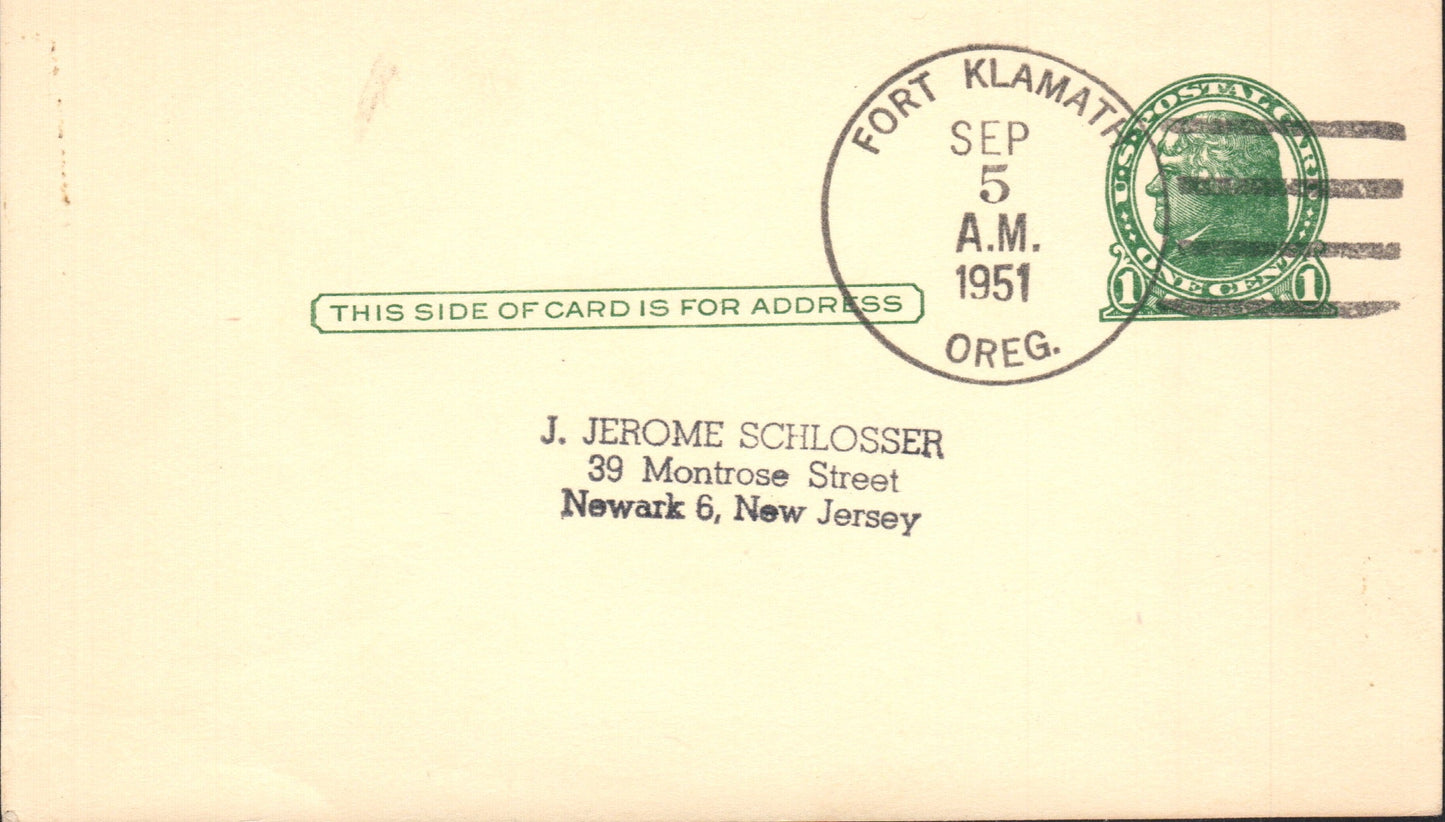 FORT KLAMATH
SEP
5
A.M.
1951
OREG.
U.S. POSTAL CARD
ONE CENT
1 1
THIS SIDE OF CARD IS FOR ADDRESS
J. JEROME SCHLOSSER
39 Montrose Street
Newark 6, New Jersey